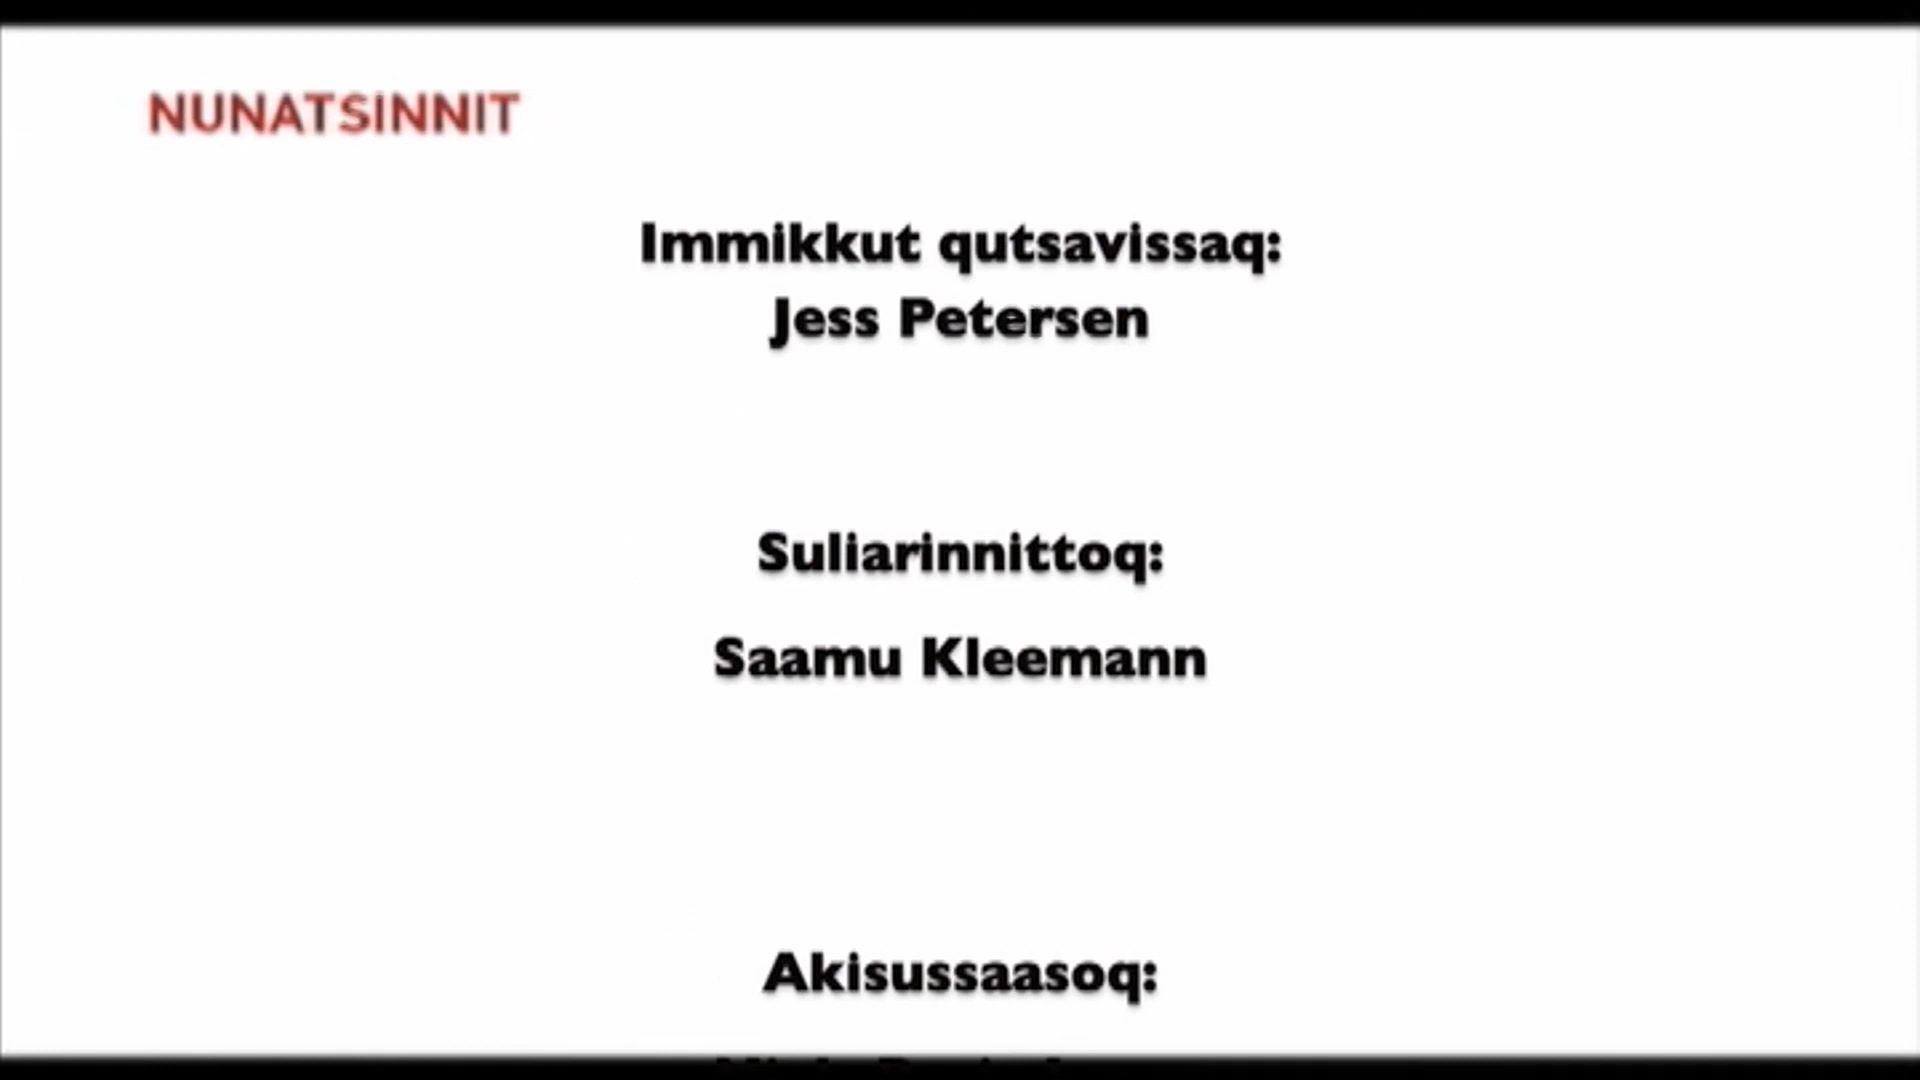 NUNATSINNIT
Immikkut qutsavissaq:
Jess Petersen
Suliarinnittoq:
Saamu Kleemann
Akisussaasoq: